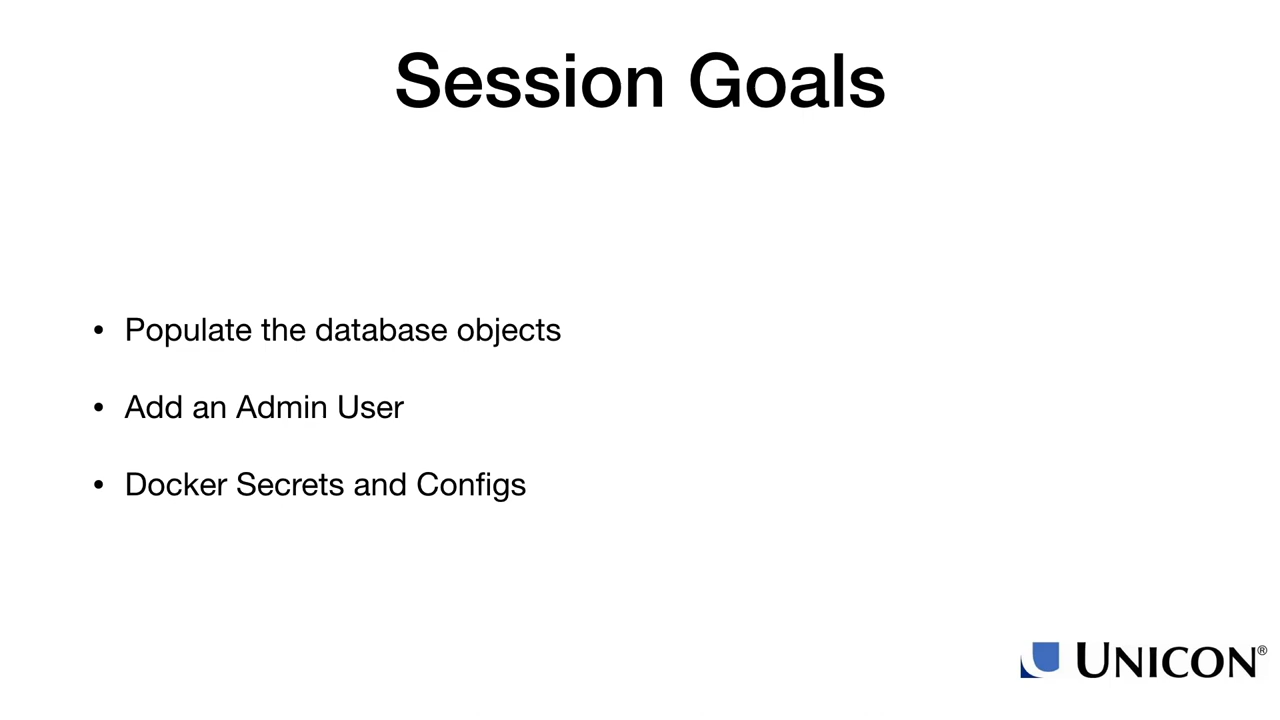 Session Goals
• Populate the database objects
• Add an Admin User
• Docker Secrets and Configs
UNICON®